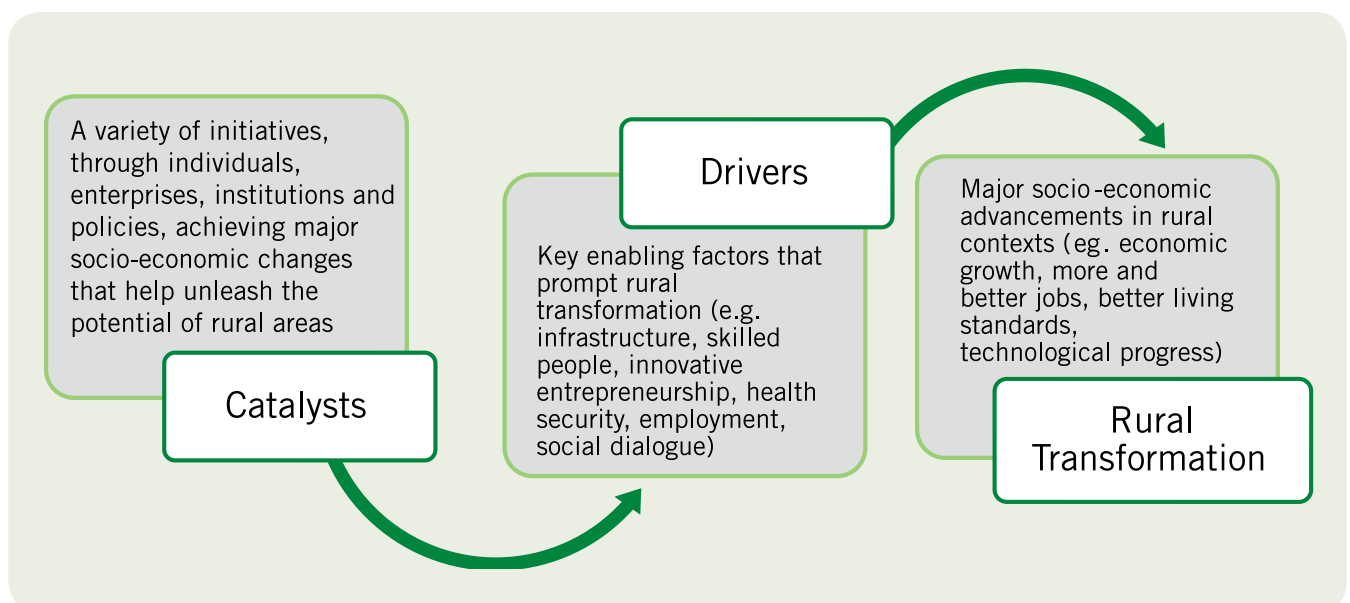 A variety of initiatives,
through individuals,
enterprises, institutions and
policies, achieving major
socio-economic changes
that help unleash the
potential of rural areas
Catalysts
Drivers
Key enabling factors that
prompt rural
transformation (e.g.
infrastructure, skilled
people, innovative
entrepreneurship, health
security, employment,
social dialogue)
Major socio-economic
advancements in rural
contexts (eg. economic
growth, more and
better jobs, better living
standards,
technological progress)
Rural
Transformation